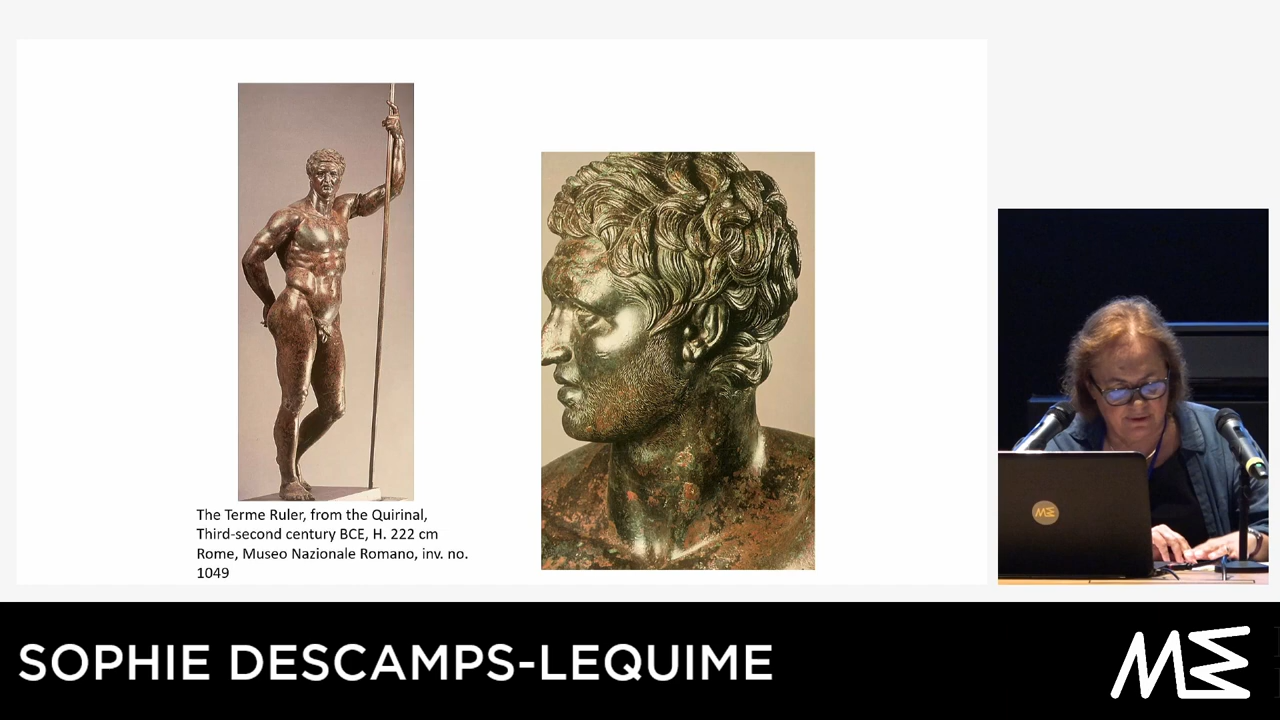 The Terme Ruler, from the Quirinal,
Third-second century BCE, H. 222 cm
Rome, Museo Nazionale Romano, inv. no.
1049
SOPHIE DESCAMPS-LEQUIME